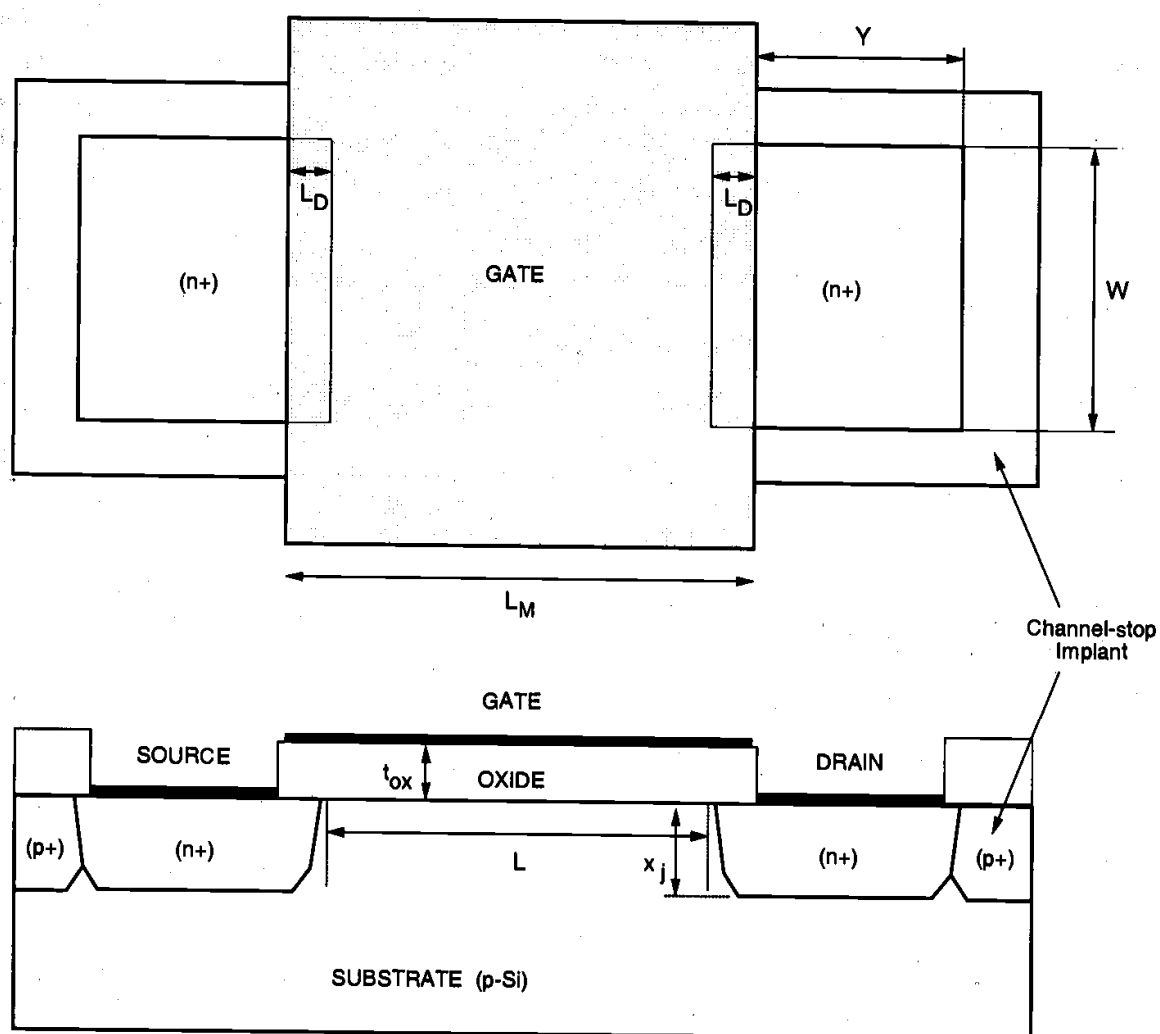 Y
L_D
L_D
(n+)
GATE
(n+)
W
L_M
Channel-stop
Implant
GATE
SOURCE
t_ox
OXIDE
DRAIN
(p+)
(n+)
L
x_j
(n+)
(p+)
SUBSTRATE (p-Si)